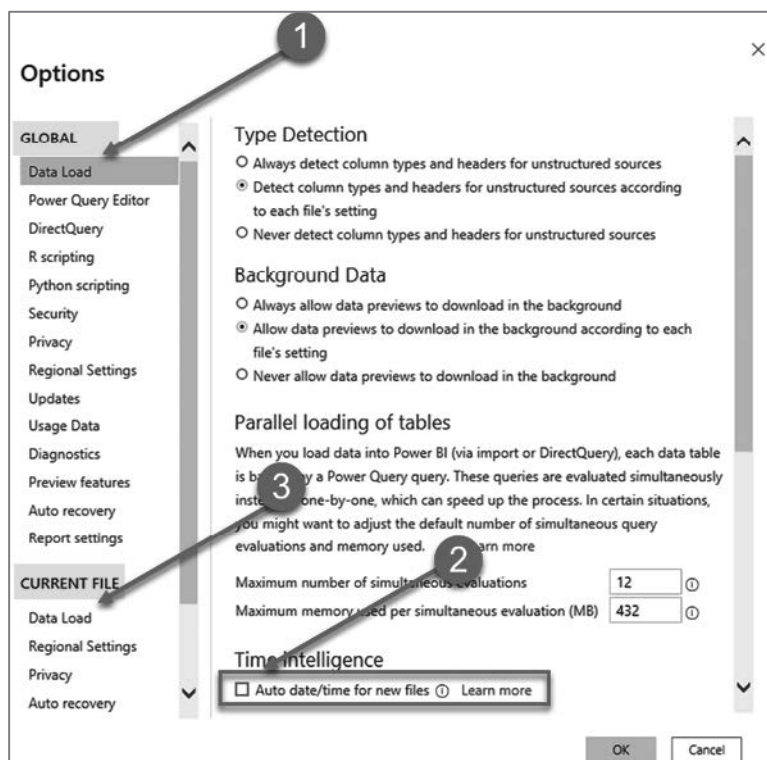 1
Options
GLOBAL
Data Load
Power Query Editor
DirectQuery
R scripting
Python scripting
Security
Privacy
Regional Settings
Updates
Usage Data
Diagnostics
Preview features
Auto recovery
Report settings
3
CURRENT FILE
Data Load
Regional Settings
Privacy
Auto recovery
Type Detection
Always detect column types and headers for unstructured sources
Detect column types and headers for unstructured sources according
to each file's setting
Never detect column types and headers for unstructured sources
Background Data
Always allow data previews to download in the background
Allow data previews to download in the background according to each
file's setting
Never allow data previews to download in the background
Parallel loading of tables
When you load data into Power BI (via import or DirectQuery), each data table
is by a Power Query query. These queries are evaluated simultaneously
one-by-one, which can speed up the process. In certain situations,
you might want to adjust the default number of simultaneous query
evaluations and memory used. more
2
Maximum number of simultaneous evaluations 12
Maximum memory used per simultaneous evaluation (MB) 432
Time intelligence
Auto date/time for new files Learn more
OK Cancel